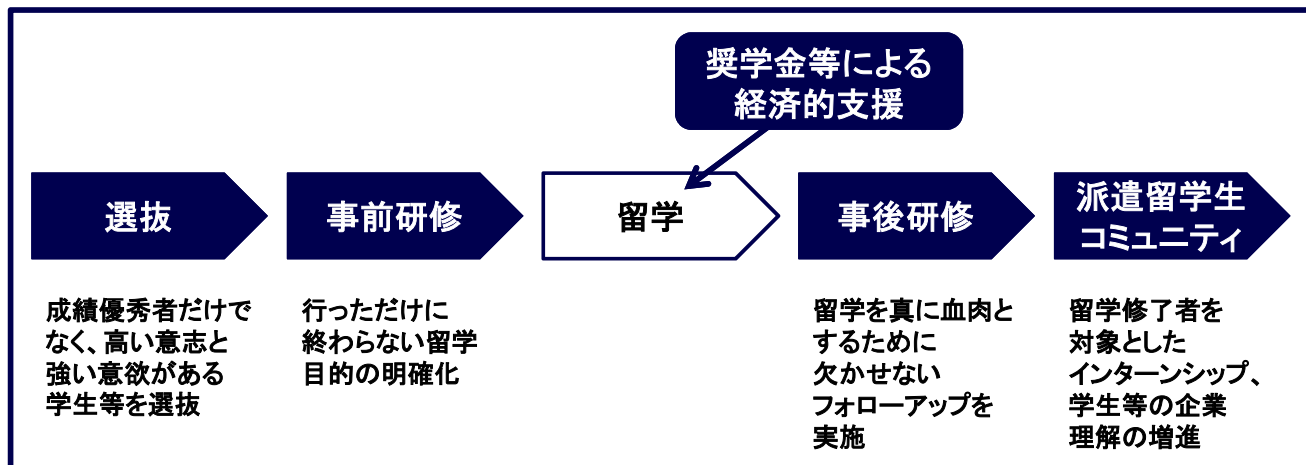 奨学金等による
経済的支援
選抜
事前研修
留学
事後研修
派遣留学生
コミュニティ
成績優秀者だけで
なく、高い意志と
強い意欲がある
学生等を選抜
行っただけに
終わらない留学
目的の明確化
留学を真に血肉と
するために
欠かせない
フォローアップを
実施
留学修了者を
対象とした
インターンシップ、
学生等の企業
理解の増進